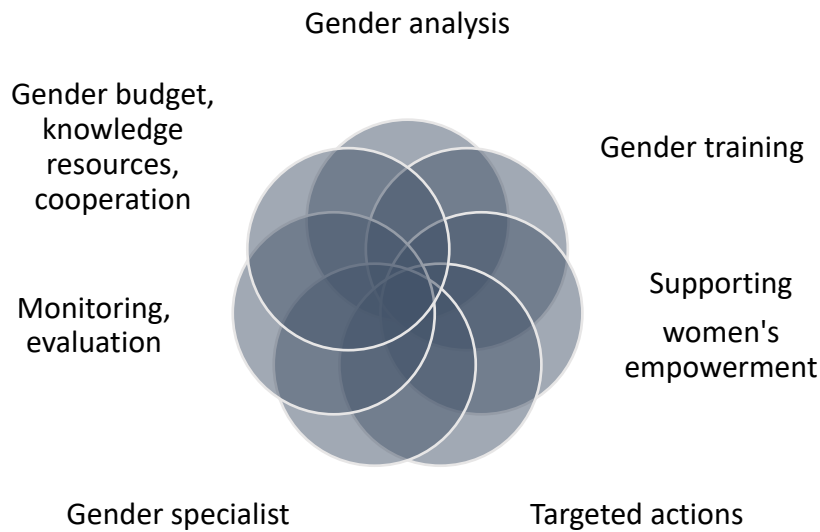 Gender analysis
Gender budget,
knowledge
resources,
cooperation
Gender training
Supporting
women's
empowerment
Monitoring,
evaluation
Gender specialist
Targeted actions